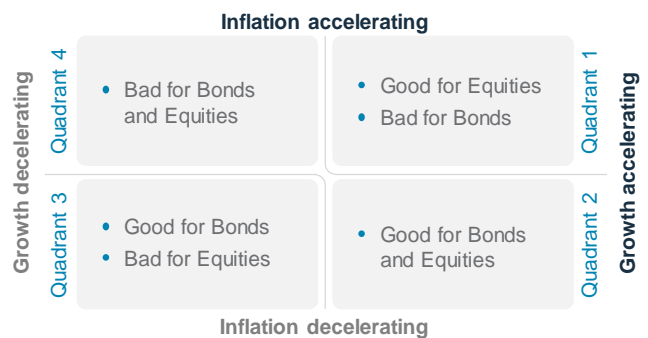 Inflation accelerating
Growth decelerating
Quadrant 4
• Bad for Bonds
and Equities
• Good for Equities
• Bad for Bonds
Quadrant 1
Growth accelerating
Quadrant 3
• Good for Bonds
• Bad for Equities
• Good for Bonds
and Equities
Quadrant 2
Inflation decelerating